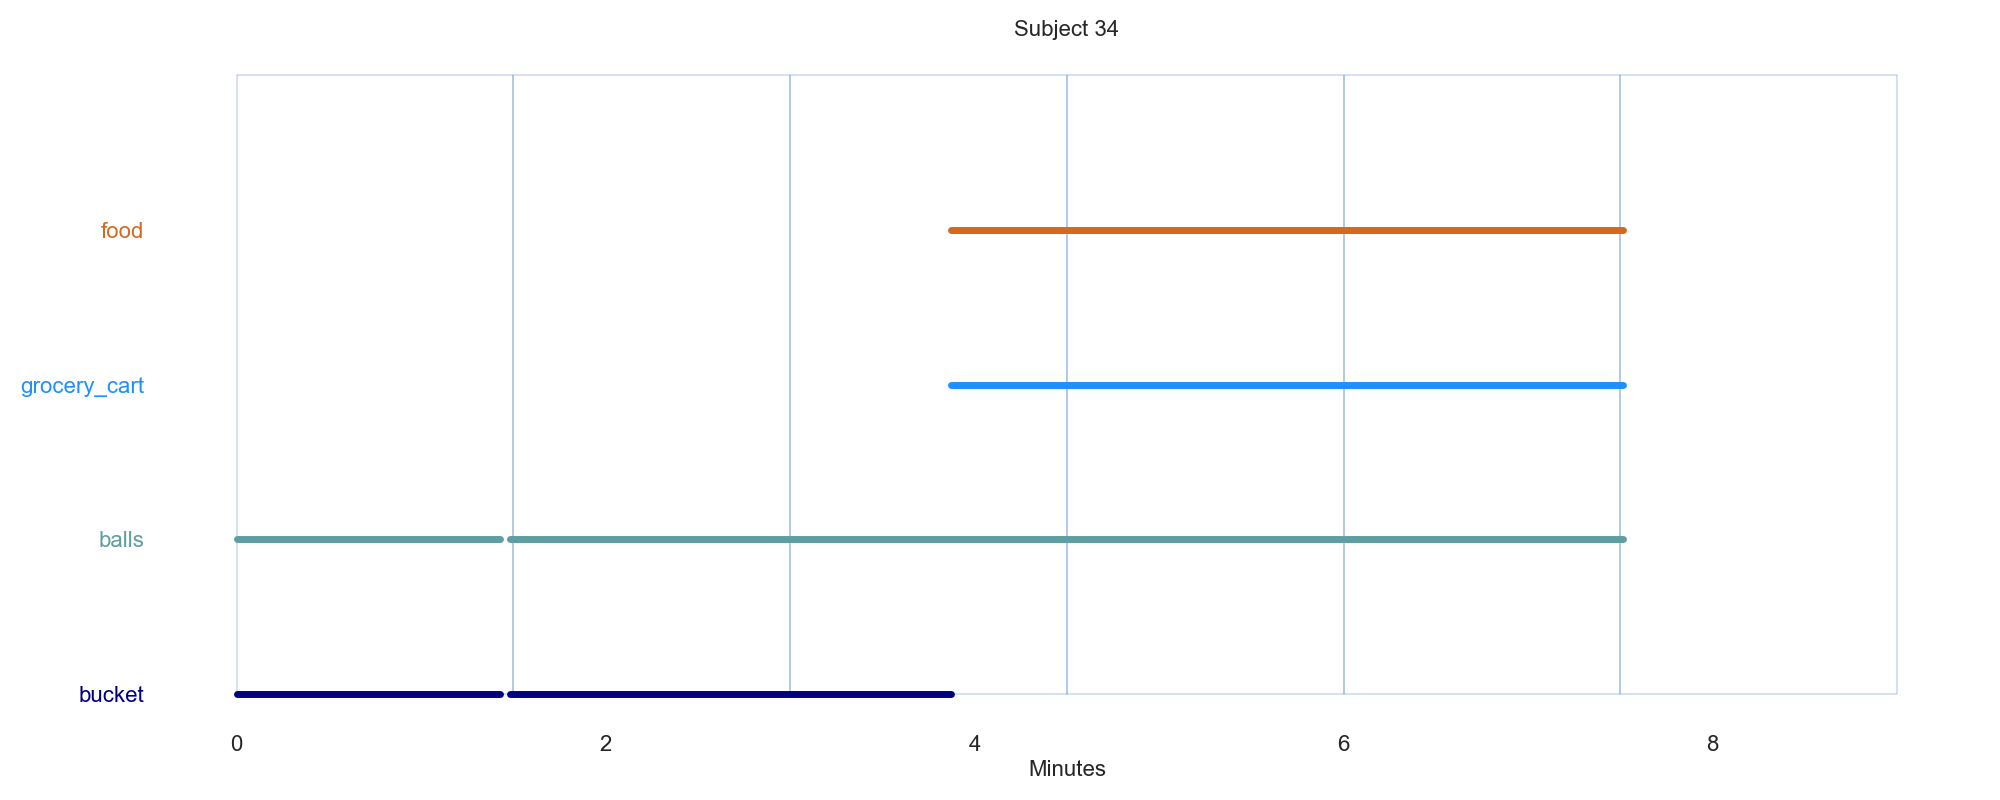 Subject 34
food
grocery_cart
balls
bucket
0 2 4 6 8
Minutes